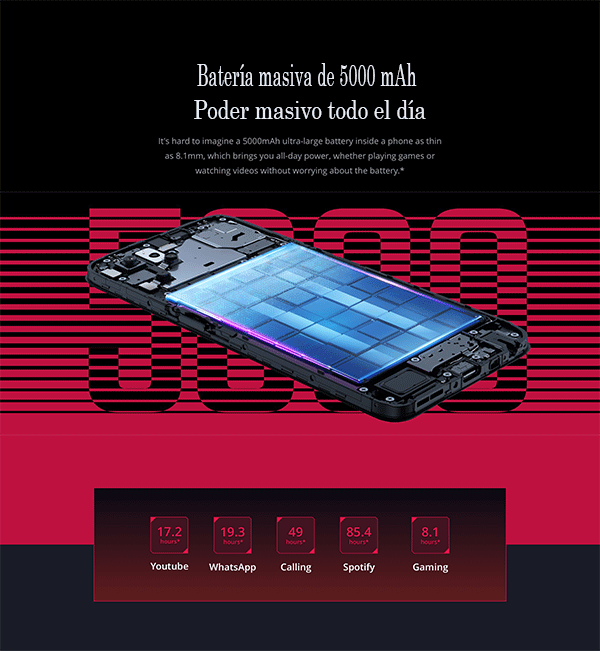 Batería masiva de 5000 mAh
Poder masivo todo el día
It's hard to imagine a 5000mAh ultra-large battery inside a phone as thin
as 8.1mm, which brings you all-day power, whether playing games or
watching videos without worrying about the battery.*
5000
17.2 19.3 49 85.4 8.1
hours* hours* hours* hours* hours*
Youtube WhatsApp Calling Spotify Gaming